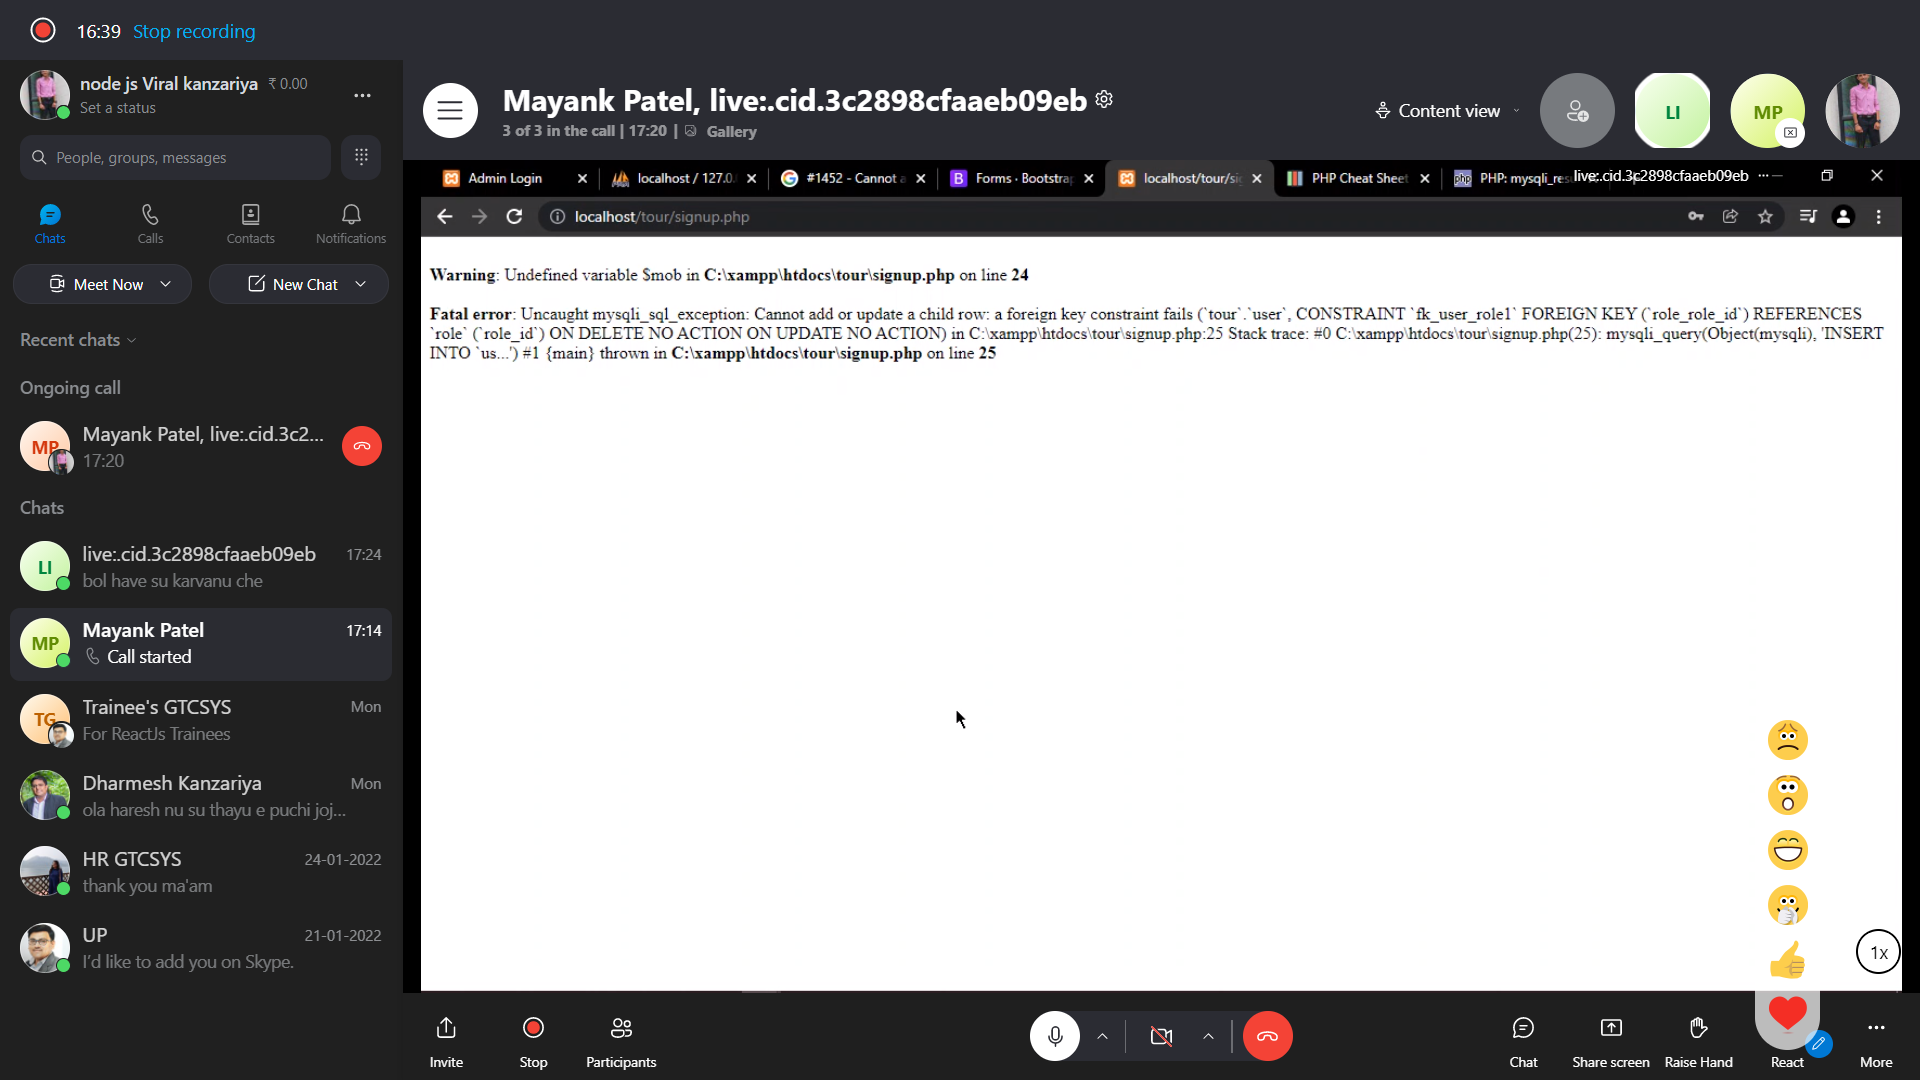 16:39 Stop recording
node js Viral kanzariya ₹ 0.00
Set a status
People, groups, messages
Chats
Calls
Contacts
Notifications
Meet Now
New Chat
Recent chats
Ongoing call
MP
Mayank Patel, live:.cid.3c2...
17:20
Chats
LI
live:.cid.3c2898cfaaeb09eb 17:24
bol have su karvanu che
MP
Mayank Patel 17:14
Call started
TG
Trainee's GTCSYS Mon
For ReactJs Trainees
Dharmesh Kanzariya Mon
ola haresh nu su thayu e puchi joj...
HR GTCSYS 24-01-2022
thank you ma'am
UP 21-01-2022
I'd like to add you on Skype.
Mayank Patel, live:.cid.3c2898cfaaeb09eb
3 of 3 in the call | 17:20 | Gallery
Content view
LI
MP
Admin Login
localhost / 127.0.
#1452 - Cannot a
Forms · Bootstra
localhost/tour/si
PHP Cheat Sheet
PHP: mysqli_res
live:.cid.3c2898cfaaeb09eb
localhost/tour/signup.php
Warning: Undefined variable $mob in C:\xampp\htdocs\tour\signup.php on line 24
Fatal error: Uncaught mysqli_sql_exception: Cannot add or update a child row: a foreign key constraint fails (`tour`.`user`, CONSTRAINT `fk_user_role1` FOREIGN KEY (`role_role_id`) REFERENCES
`role` (`role_id`) ON DELETE NO ACTION ON UPDATE NO ACTION) in C:\xampp\htdocs\tour\signup.php:25 Stack trace: #0 C:\xampp\htdocs\tour\signup.php(25): mysqli_query(Object(mysqli), 'INSERT
INTO `us...') #1 {main} thrown in C:\xampp\htdocs\tour\signup.php on line 25
1x
Invite
Stop
Participants
Chat
Share screen
Raise Hand
React
More